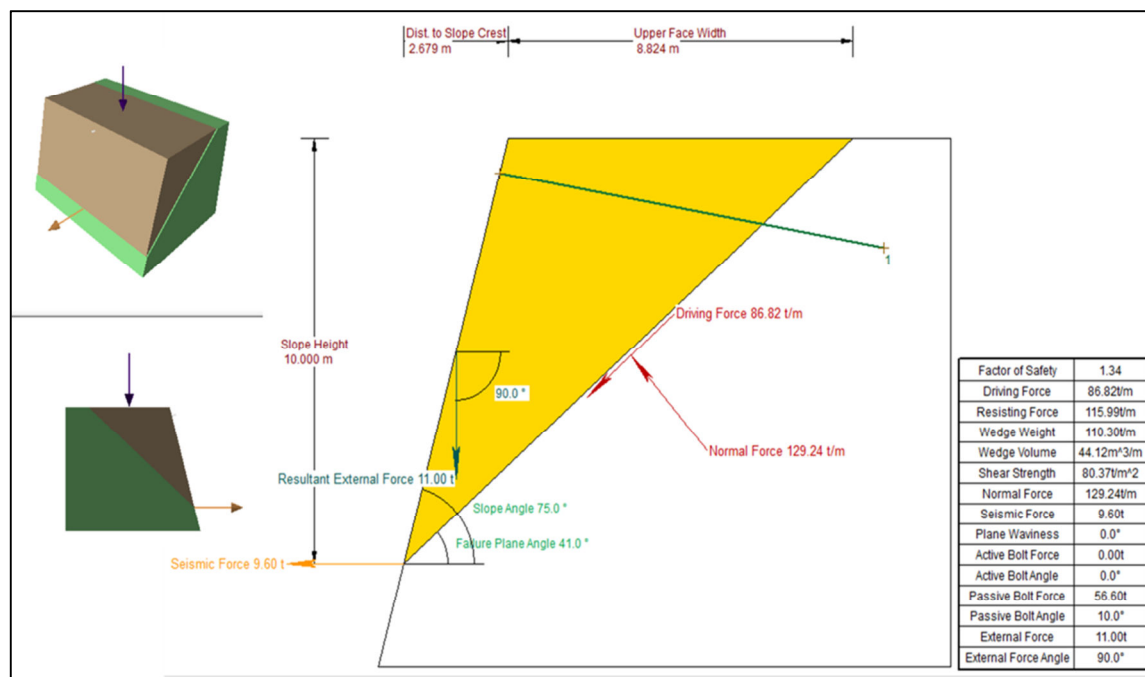 Dist. to Slope Crest
2.679 m
Upper Face Width
8.824 m
Slope Height
10.000 m
1
Driving Force 86.82 t/m
90.0 °
Normal Force 129.24 t/m
Resultant External Force 11.00 t
Slope Angle 75.0 °
Failure Plane Angle 41.0 °
Seismic Force 9.60 t
Factor of Safety 1.34
Driving Force 86.82t/m
Resisting Force 115.99t/m
Wedge Weight 110.30t/m
Wedge Volume 44.12m^3/m
Shear Strength 80.37t/m^2
Normal Force 129.24t/m
Seismic Force 9.60t
Plane Waviness 0.0°
Active Bolt Force 0.00t
Active Bolt Angle 0.0°
Passive Bolt Force 56.60t
Passive Bolt Angle 10.0°
External Force 11.00t
External Force Angle 90.0°